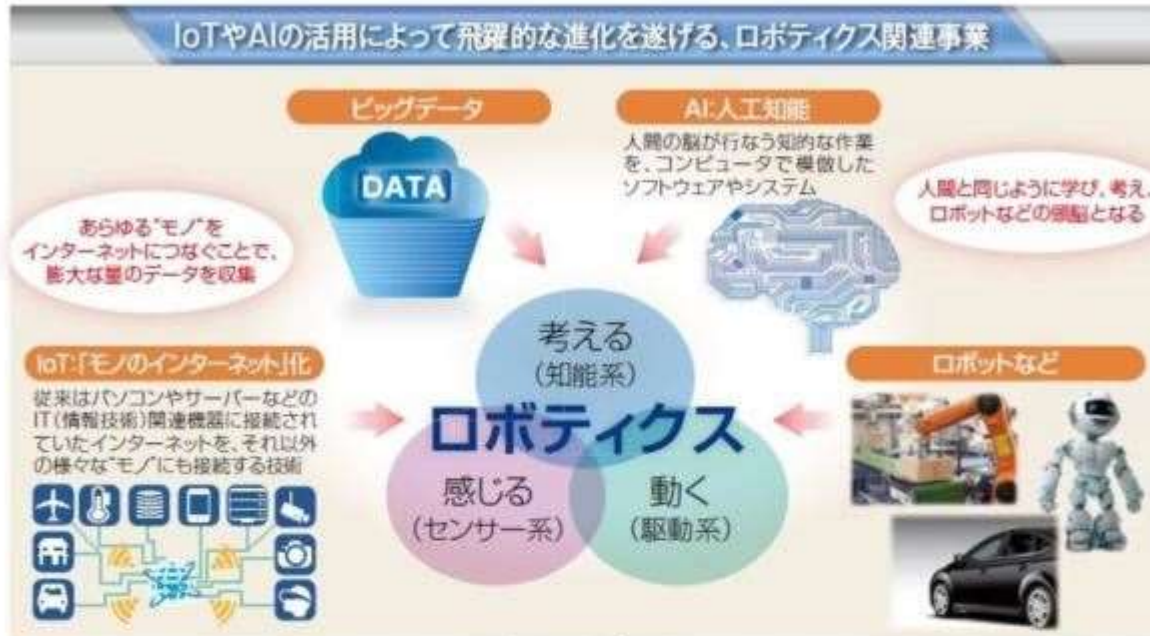 IoTやAIの活用によって飛躍的な進化を遂げる、ロボティクス関連事業
ビッグデータ
DATA
AI:人工知能
人間の脳が行なう知的な作業
を、コンピュータで模倣した
ソフトウェアやシステム
人間と同じように学び、考え、
ロボットなどの頭脳となる
あらゆる"モノ"を
インターネットにつなぐことで、
膨大な量のデータを収集
IoT:「モノのインターネット」化
従来はパソコンやサーバーなどの
IT(情報技術)関連機器に接続され
ていたインターネットを、それ以外
の様々な"モノ"にも接続する技術
考える
(知能系)
ロボティクス
感じる
(センサー系)
動く
(駆動系)
ロボットなど